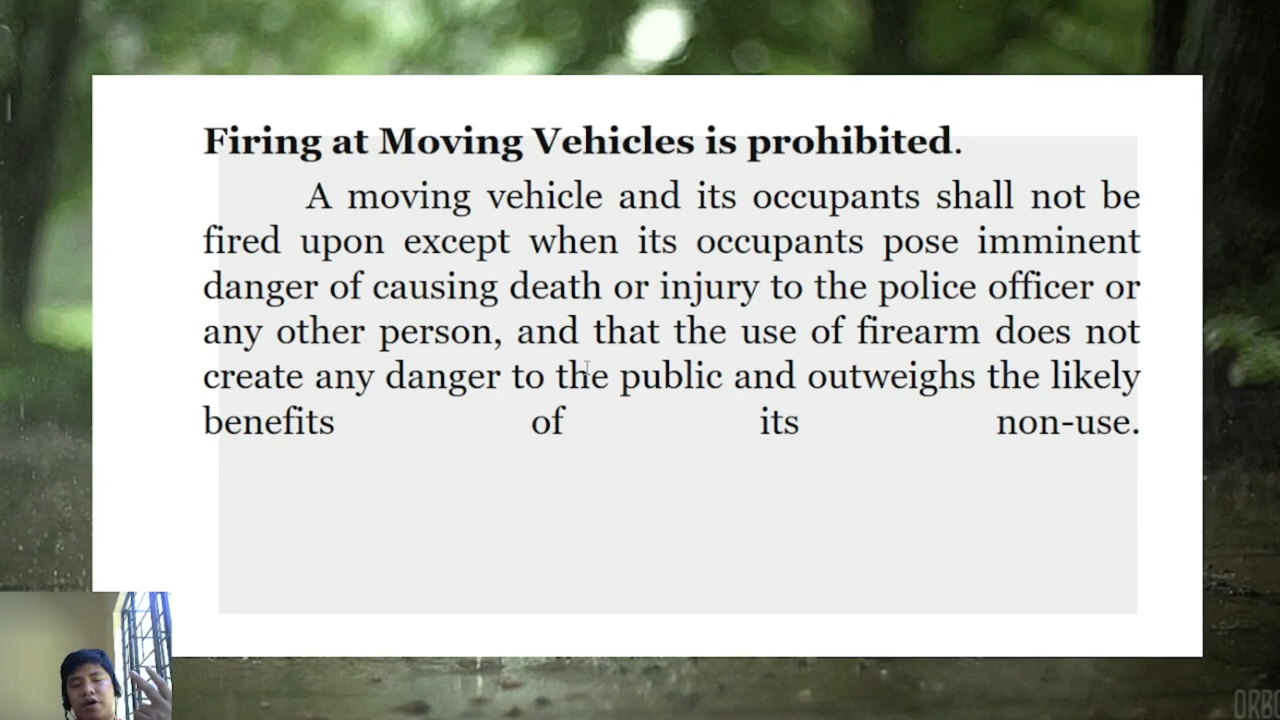 Firing at Moving Vehicles is prohibited.
A moving vehicle and its occupants shall not be
fired upon except when its occupants pose imminent
danger of causing death or injury to the police officer or
any other person, and that the use of firearm does not
create any danger to the public and outweighs the likely
benefits of its non-use.